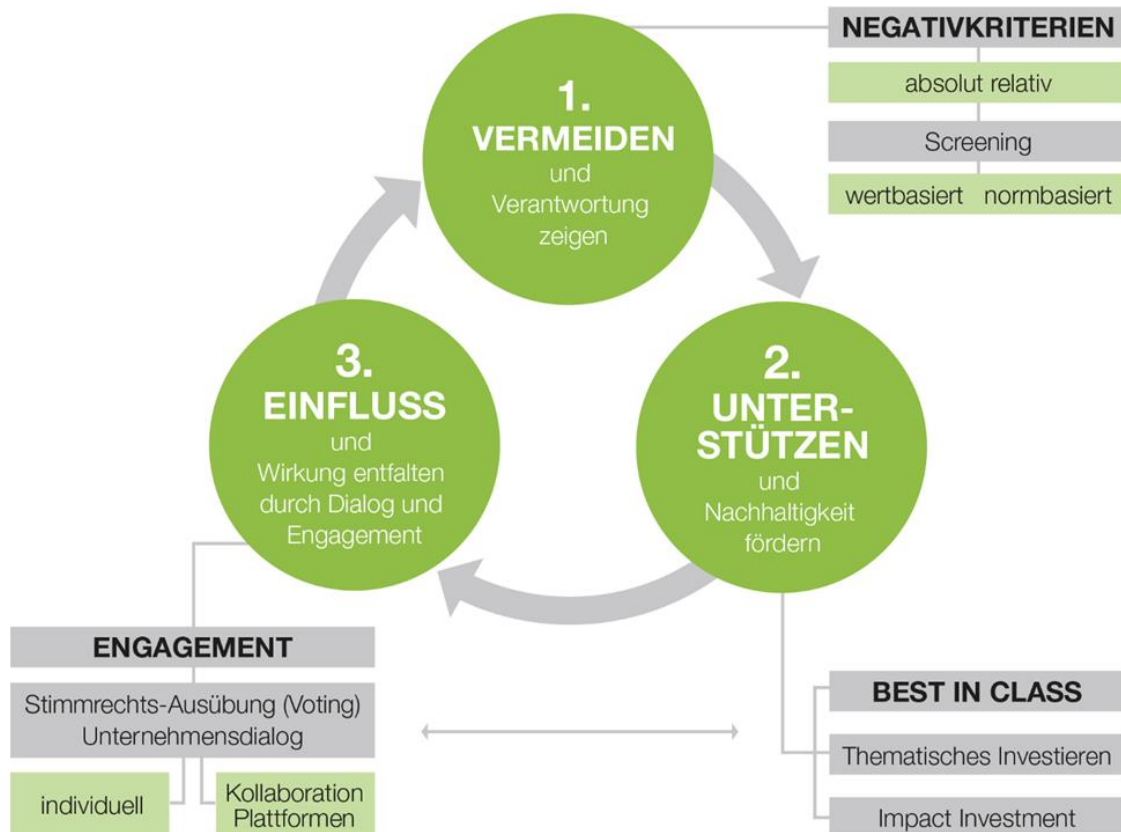 1.
VERMEIDEN
und
Verantwortung
zeigen
NEGATIVKRITERIEN
absolut relativ
Screening
wertbasiert normbasiert
2.
UNTER-
STÜTZEN
und
Nachhaltigkeit
fördern
BEST IN CLASS
Thematisches Investieren
Impact Investment
3.
EINFLUSS
und
Wirkung entfalten
durch Dialog und
Engagement
ENGAGEMENT
Stimmrechts-Ausübung (Voting)
Unternehmensdialog
individuell
Kollaboration
Plattformen